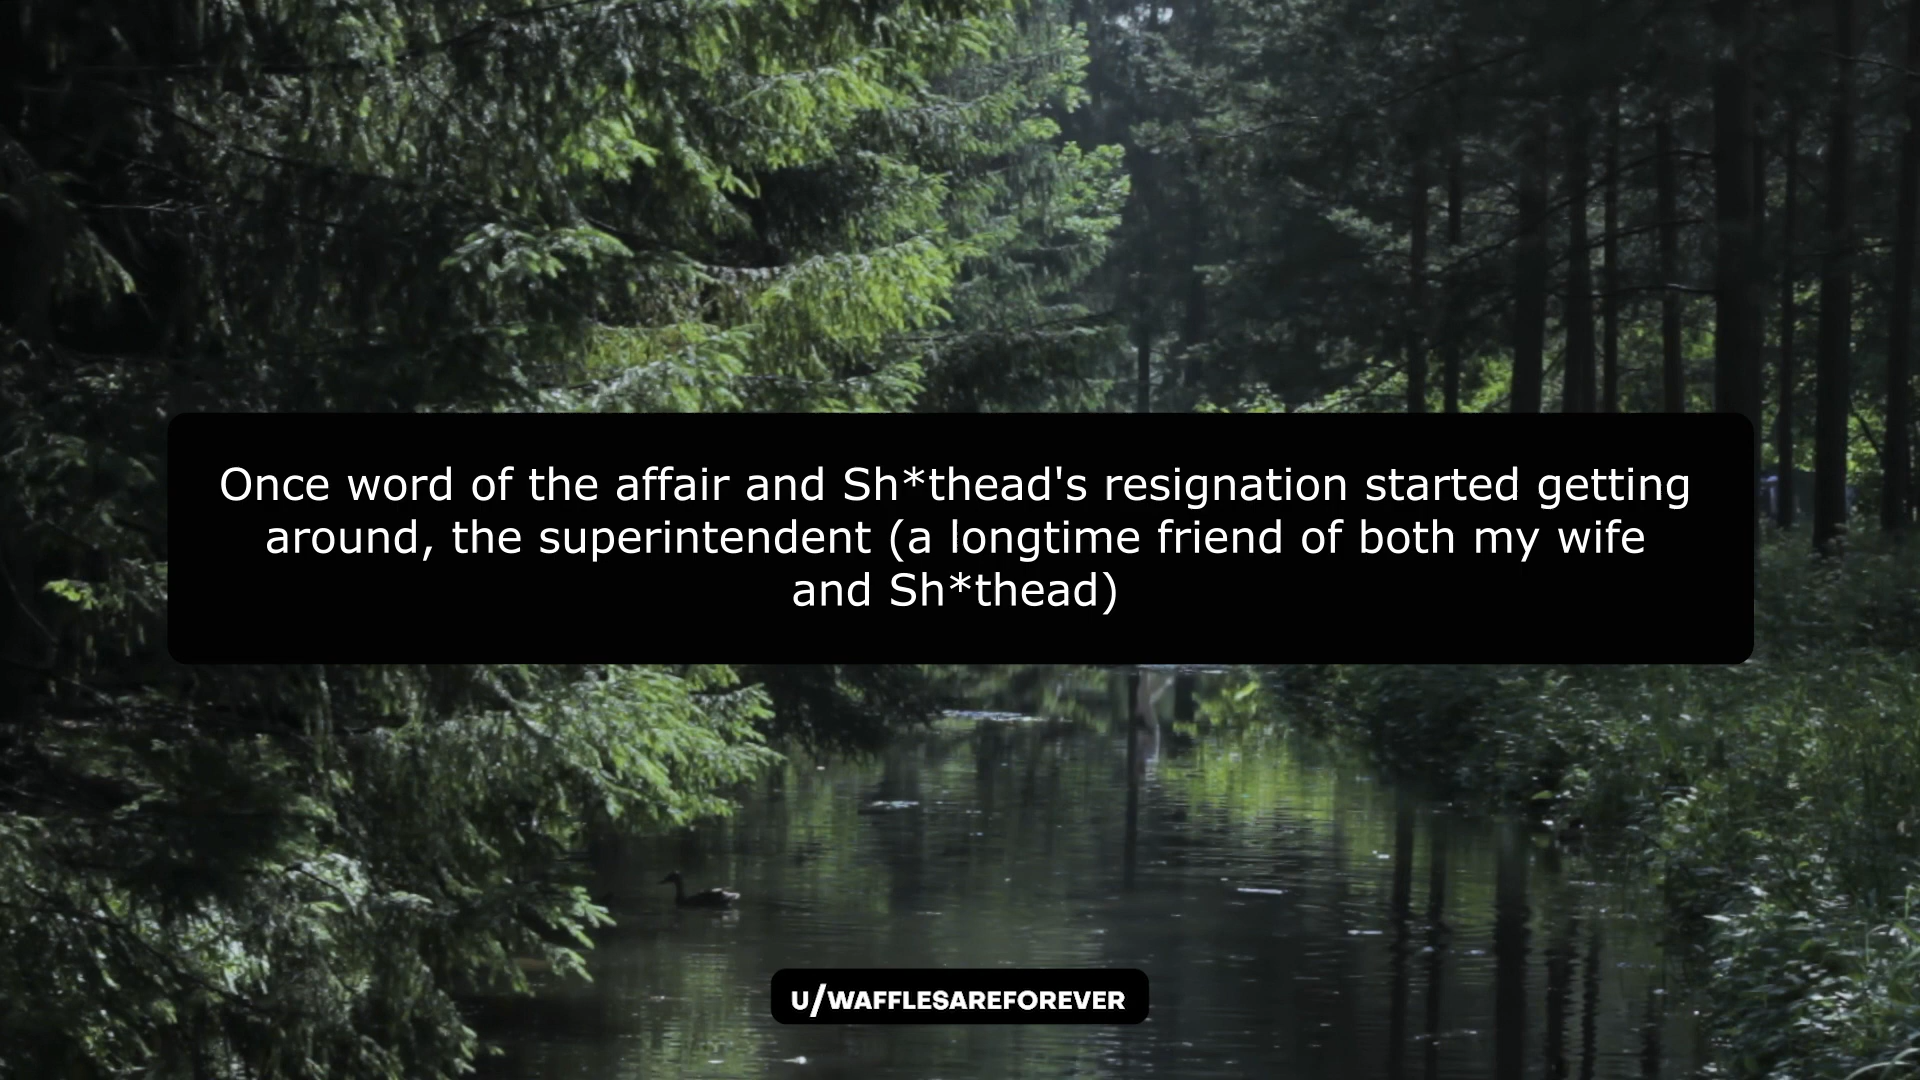 Once word of the affair and Sh*thead's resignation started getting
around, the superintendent (a longtime friend of both my wife
and Sh*thead)
U/WAFFLESAREFOREVER